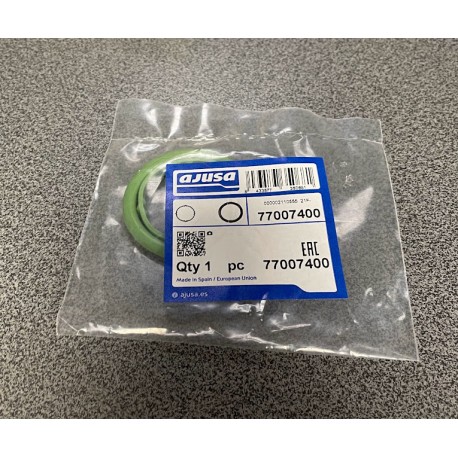 ajusa
77007400
EAC
Qty 1 pc 77007400
Made in Spain / European Union
ajusa.es